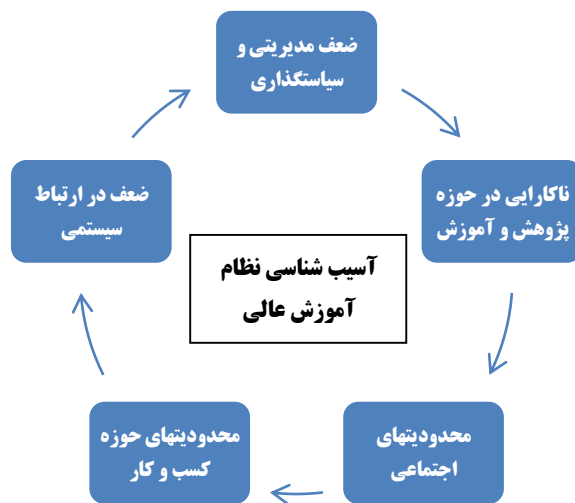 ضعف مدیریتی و
سیاستگذاری
ناکارایی در حوزه
پژوهش و آموزش
محدودیتهای
اجتماعی
محدودیتهای حوزه
کسب و کار
ضعف در ارتباط
سیستمی
آسیب شناسی نظام
آموزش عالی